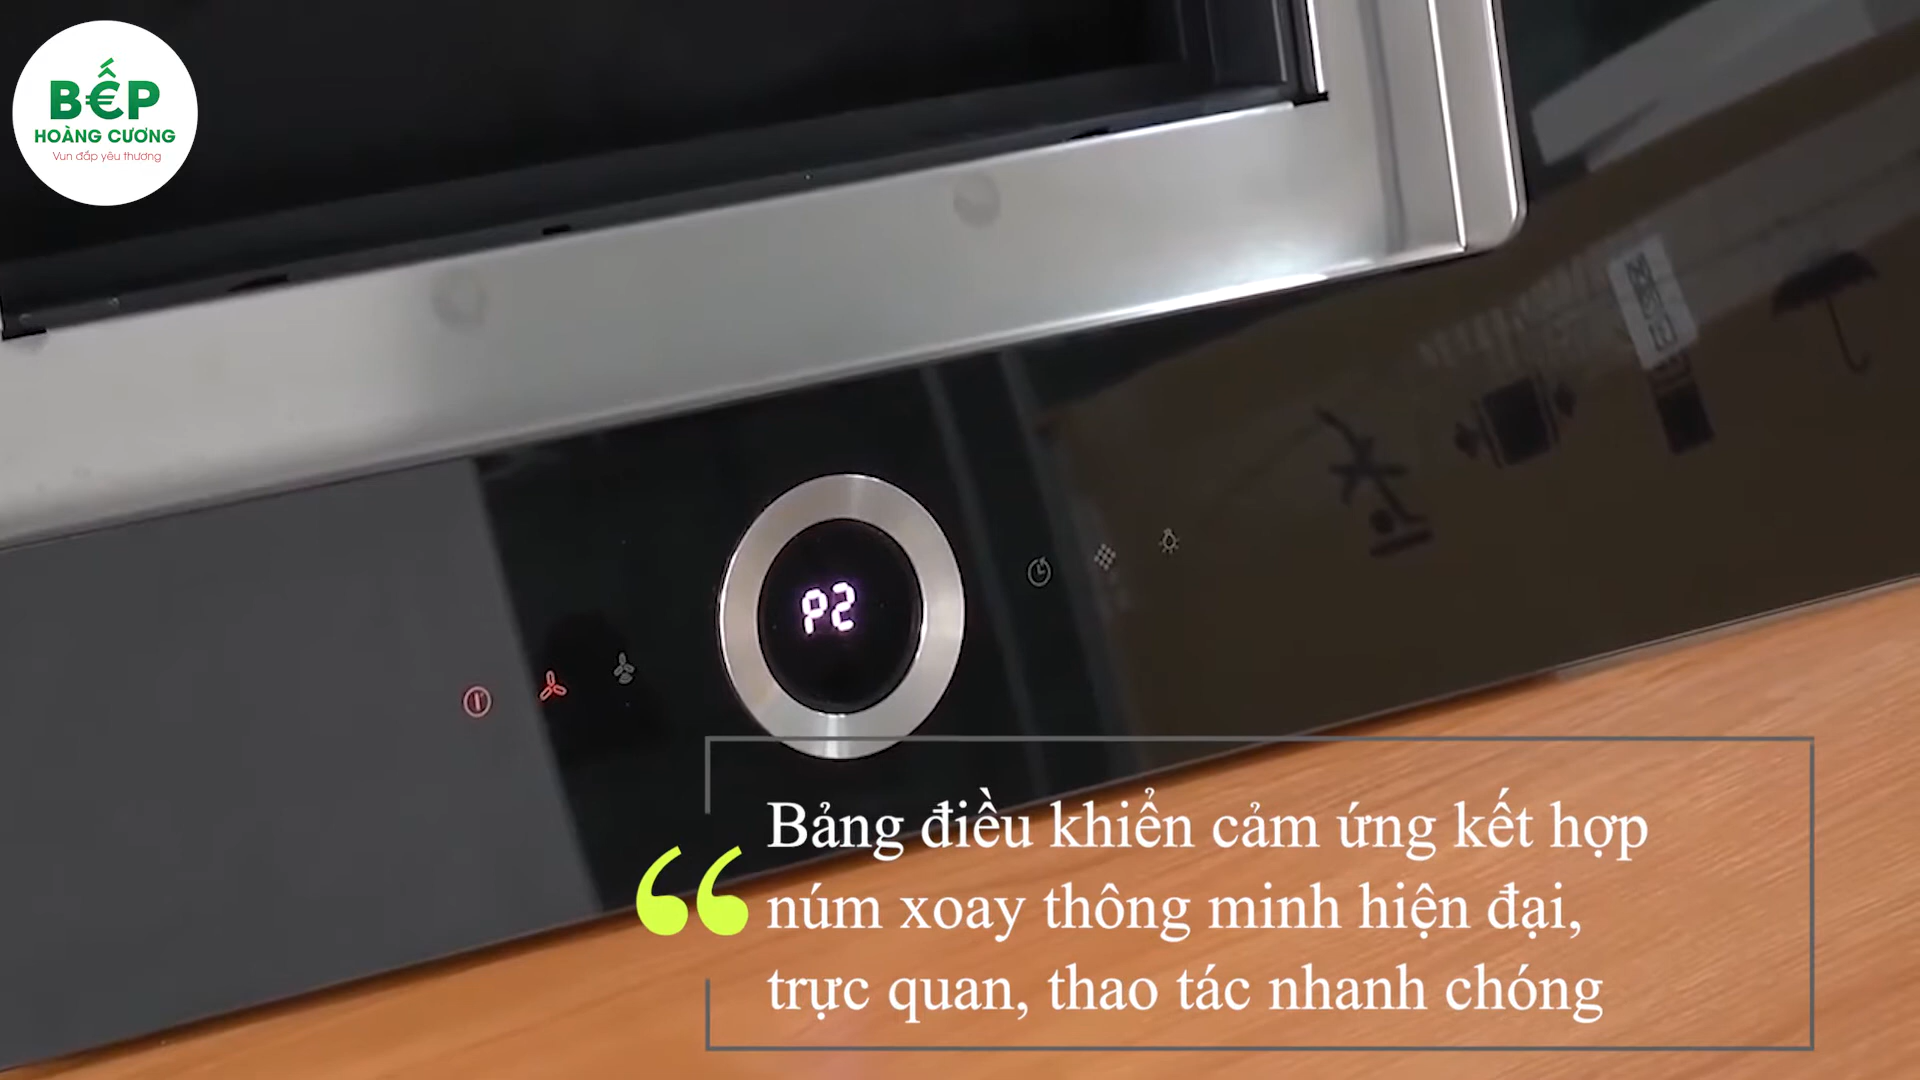 BẾP
HOÀNG CƯƠNG
Vun đắp yêu thương
P2
Bảng điều khiển cảm ứng kết hợp
núm xoay thông minh hiện đại,
trực quan, thao tác nhanh chóng